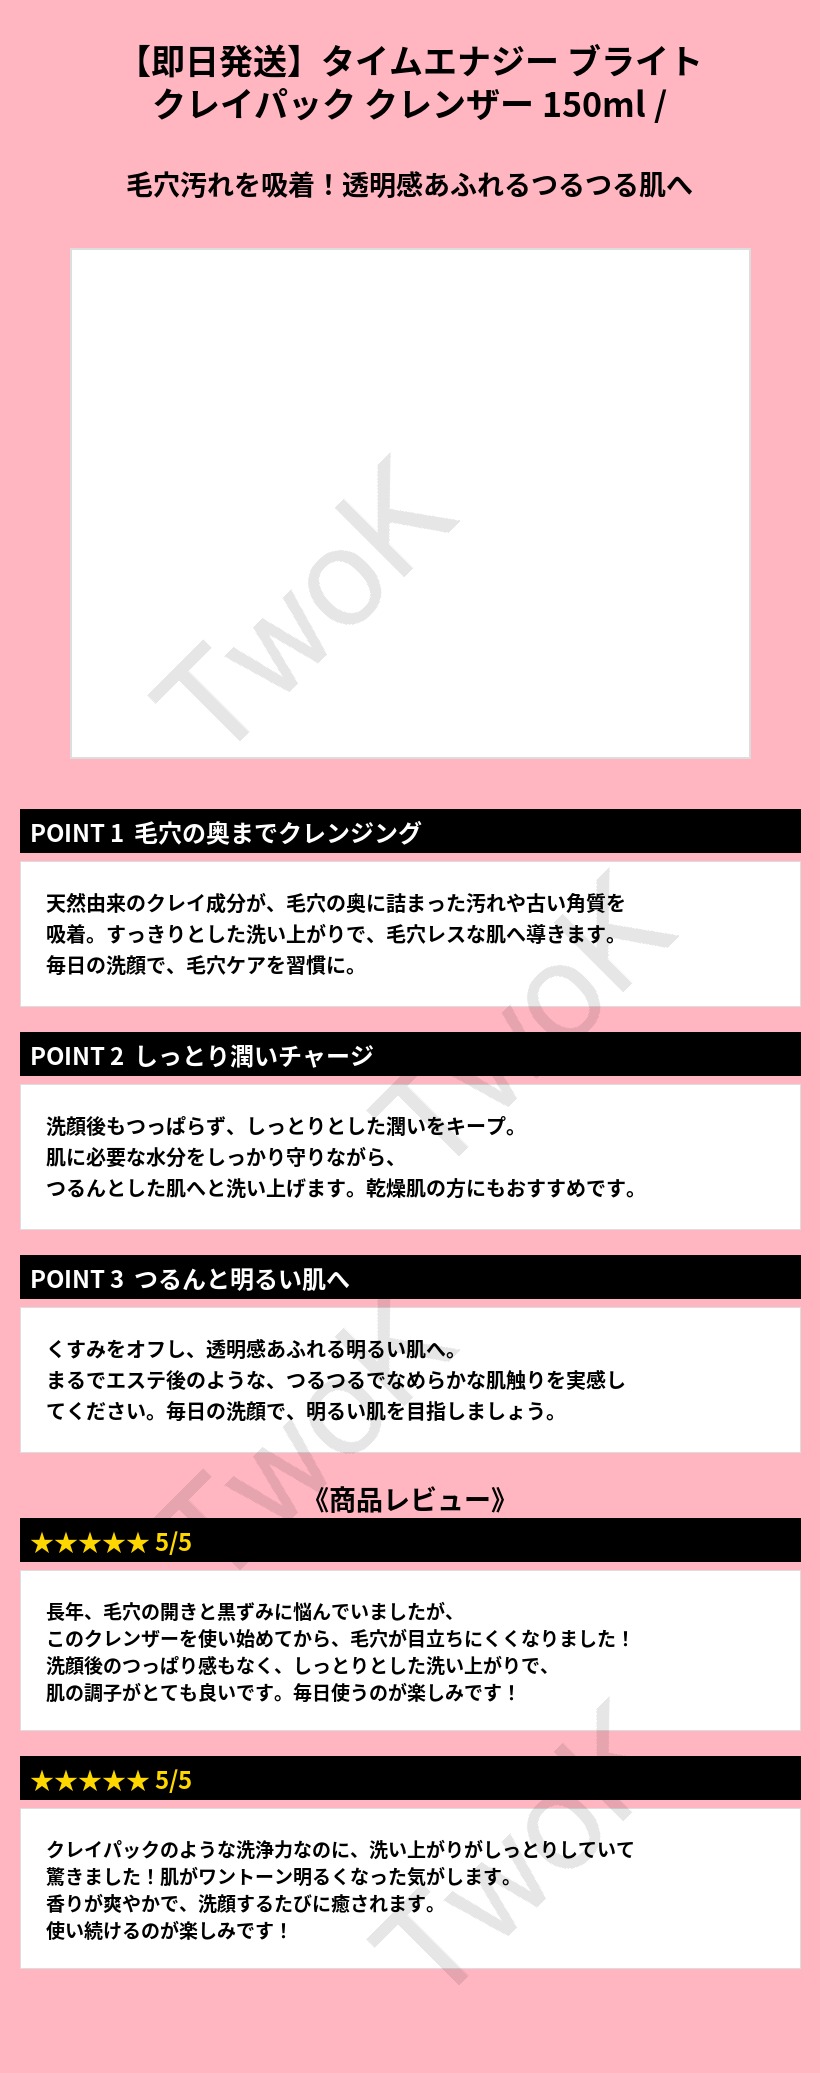 【即日発送】タイムエナジー ブライト
クレイパック クレンザー 150ml /
毛穴汚れを吸着！透明感あふれるつるつる肌へ
TwoK
POINT 1 毛穴の奥までクレンジング
天然由来のクレイ成分が、毛穴の奥に詰まった汚れや古い角質を
吸着。すっきりとした洗い上がりで、毛穴レスな肌へ導きます。
毎日の洗顔で、毛穴ケアを習慣に。
TwoK
POINT 2 しっとり潤いチャージ
洗顔後もつっぱらず、しっとりとした潤いをキープ。
肌に必要な水分をしっかり守りながら、
つるんとした肌へと洗い上げます。乾燥肌の方にもおすすめです。
POINT 3 つるんと明るい肌へ
くすみをオフし、透明感あふれる明るい肌へ。
まるでエステ後のような、つるつるでなめらかな肌触りを実感し
てください。毎日の洗顔で、明るい肌を目指しましょう。
TwoK
《商品レビュー》
★★★★★ 5/5
長年、毛穴の開きと黒ずみに悩んでいましたが、
このクレンザーを使い始めてから、毛穴が目立ちにくくなりました！
洗顔後のつっぱり感もなく、しっとりとした洗い上がりで、
肌の調子がとても良いです。毎日使うのが楽しみです！
★★★★★ 5/5
クレイパックのような洗浄力なのに、洗い上がりがしっとりしていて
驚きました！肌がワントーン明るくなった気がします。
香りが爽やかで、洗顔するたびに癒されます。
使い続けるのが楽しみです！
TwoK